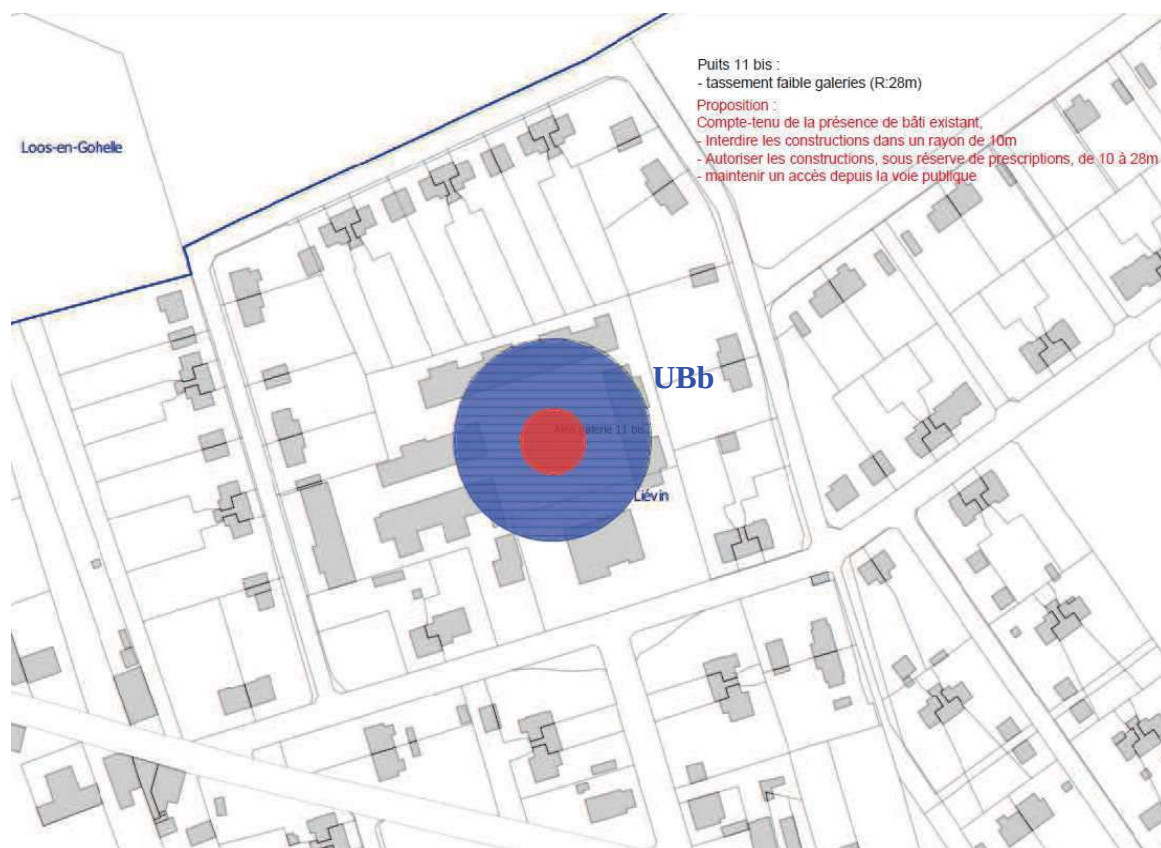 Puits 11 bis :
- tassement faible galeries (R:28m)
Proposition :
Compte-tenu de la présence de bâti existant,
- Interdire les constructions dans un rayon de 10m
- Autoriser les constructions, sous réserve de prescriptions, de 10 à 28m
- maintenir un accès depuis la voie publique
Loos-en-Gohelle
UBb
galerie 11 bis
Liévin